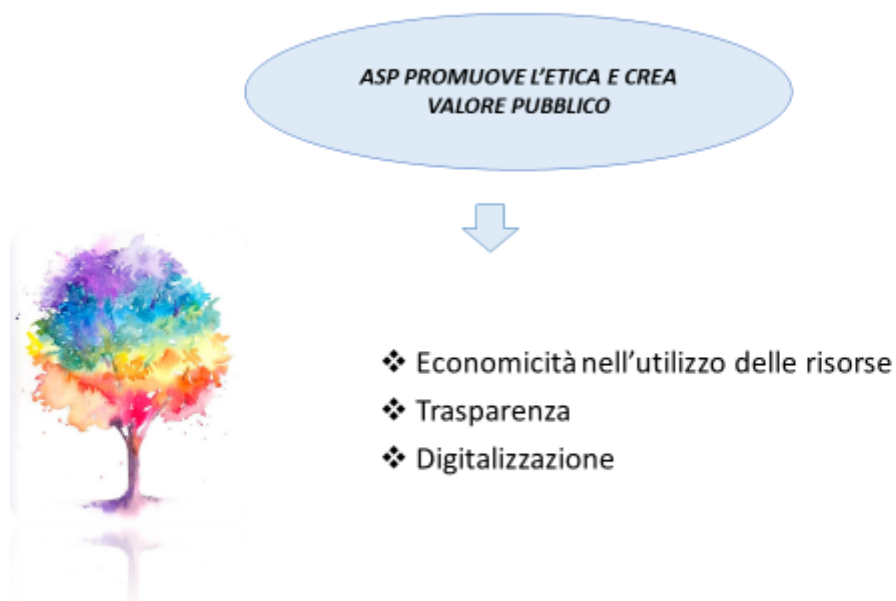 ASP PROMUOVE L'ETICA E CREA
VALORE PUBBLICO
❖ Economicità nell'utilizzo delle risorse
❖ Trasparenza
❖ Digitalizzazione